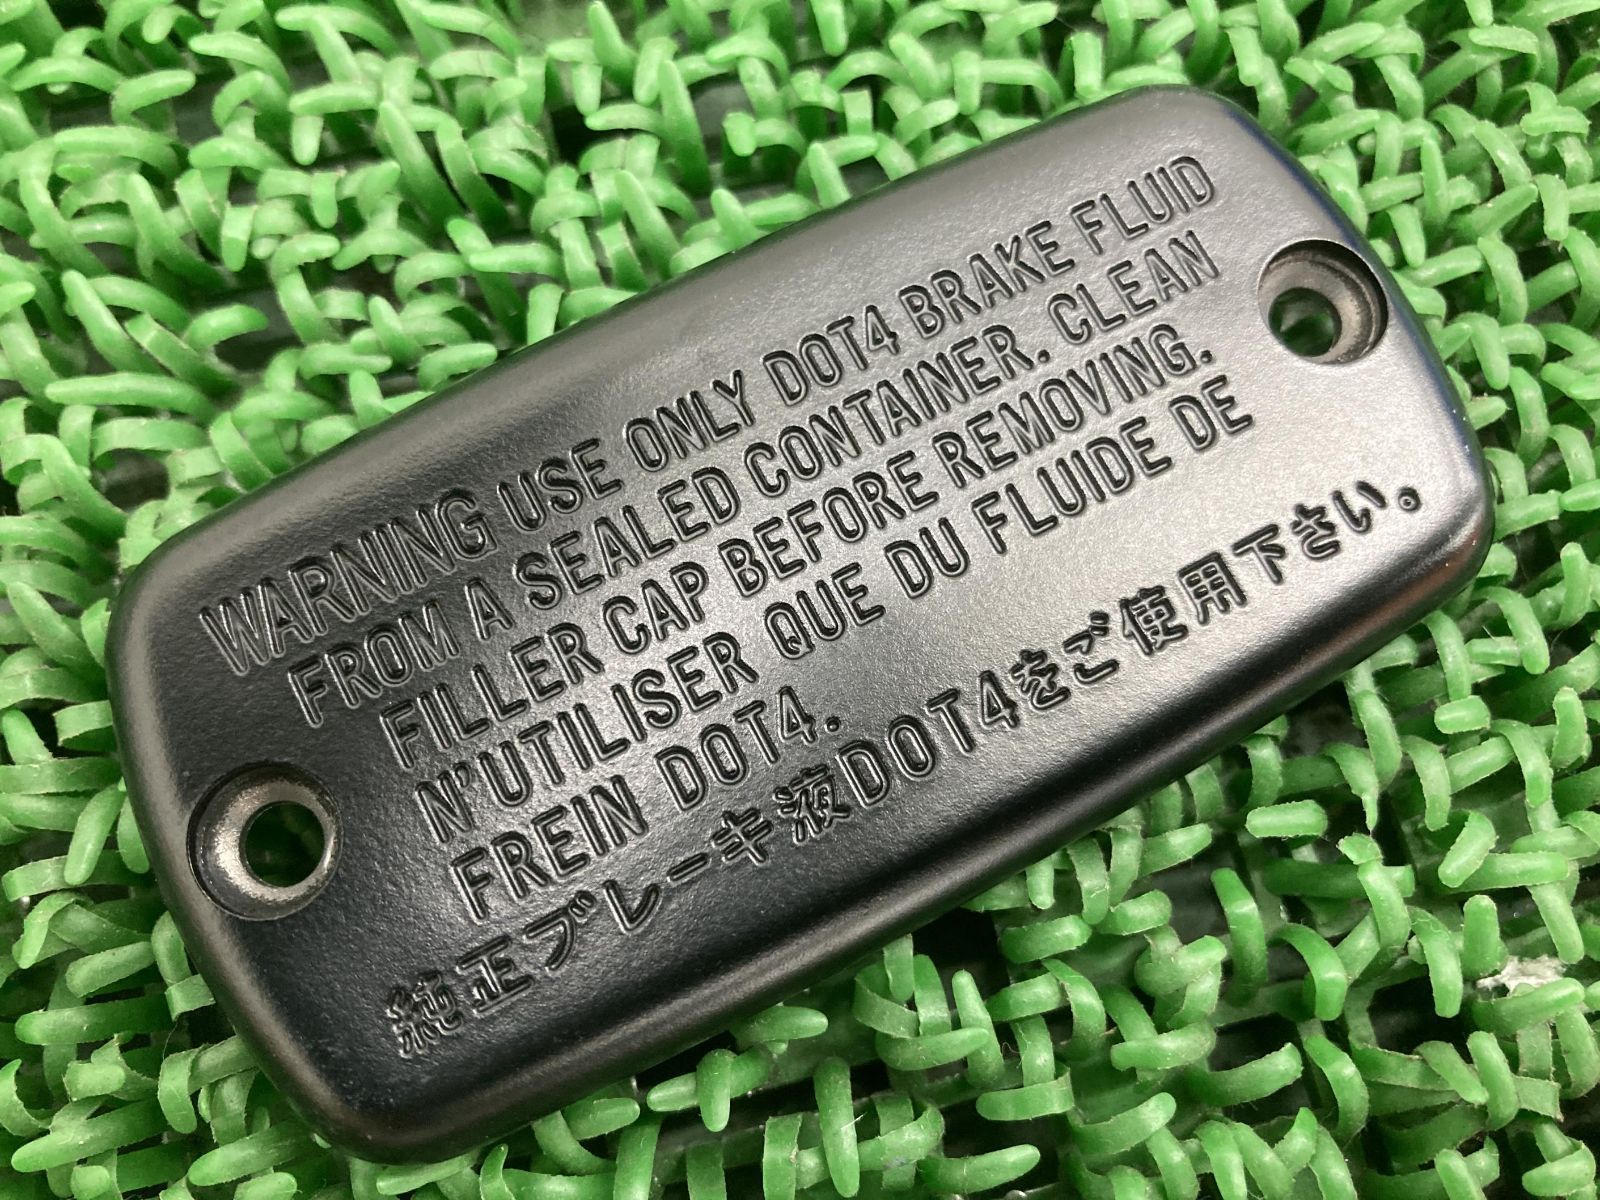 WARNING USE ONLY DOT4 BRAKE FLUID
FROM A SEALED CONTAINER. CLEAN
FILLER CAP BEFORE REMOVING.
N'UTILISER QUE DU FLUIDE DE
FREIN DOT4.
純正ブレーキ液DOT4をご使用下さい。